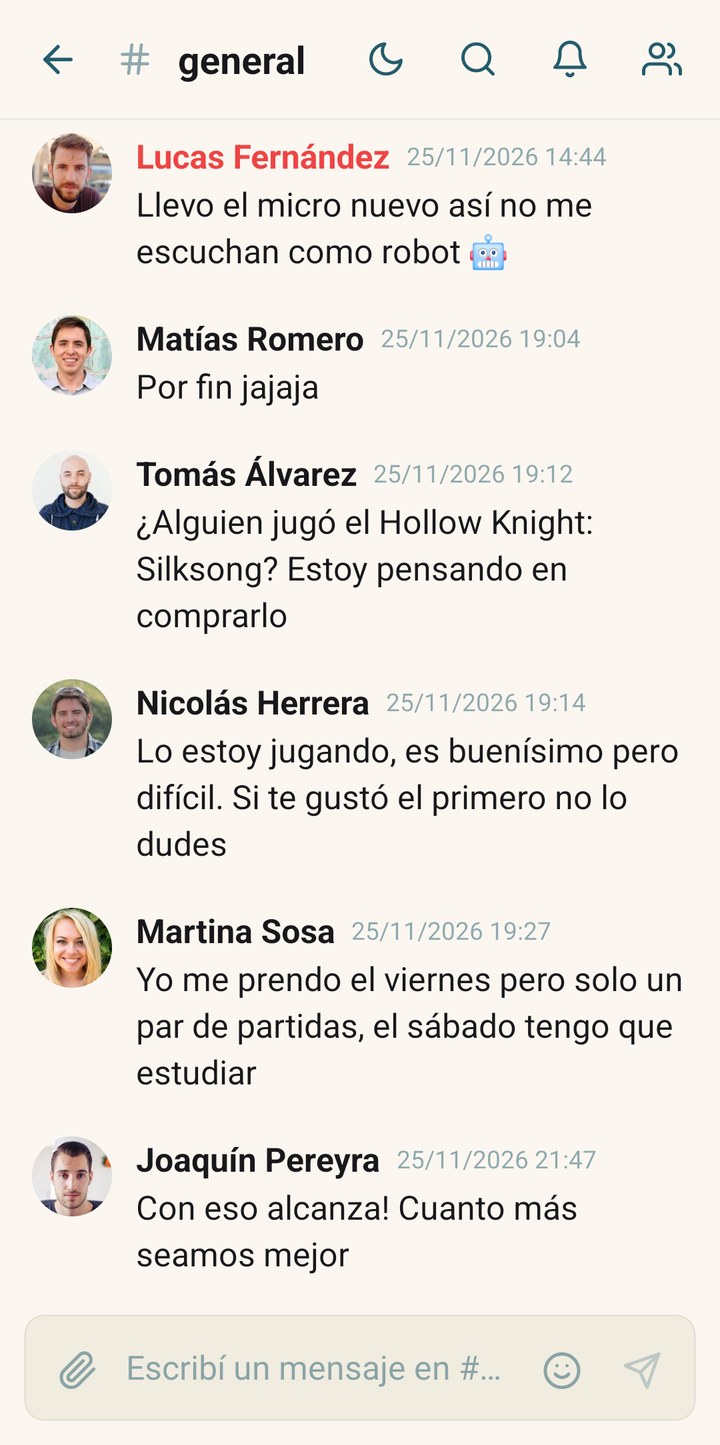 # general
Lucas Fernández 25/11/2026 14:44
Llevo el micro nuevo así no me
escuchan como robot 🤖
Matías Romero 25/11/2026 19:04
Por fin jajaja
Tomás Álvarez 25/11/2026 19:12
¿Alguien jugó el Hollow Knight:
Silksong? Estoy pensando en
comprarlo
Nicolás Herrera 25/11/2026 19:14
Lo estoy jugando, es buenísimo pero
difícil. Si te gustó el primero no lo
dudes
Martina Sosa 25/11/2026 19:27
Yo me prendo el viernes pero solo un
par de partidas, el sábado tengo que
estudiar
Joaquín Pereyra 25/11/2026 21:47
Con eso alcanza! Cuanto más
seamos mejor
Escribí un mensaje en #...